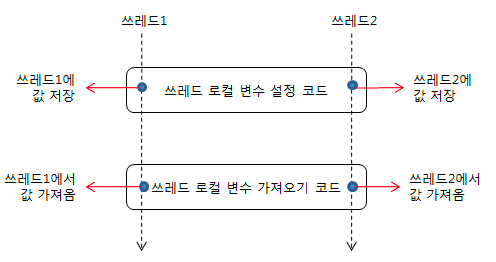 쓰레드1
쓰레드2
쓰레드1에
값 저장
쓰레드 로컬 변수 설정 코드
쓰레드2에
값 저장
쓰레드1에서
값 가져옴
쓰레드 로컬 변수 가져오기 코드
쓰레드2에서
값 가져옴